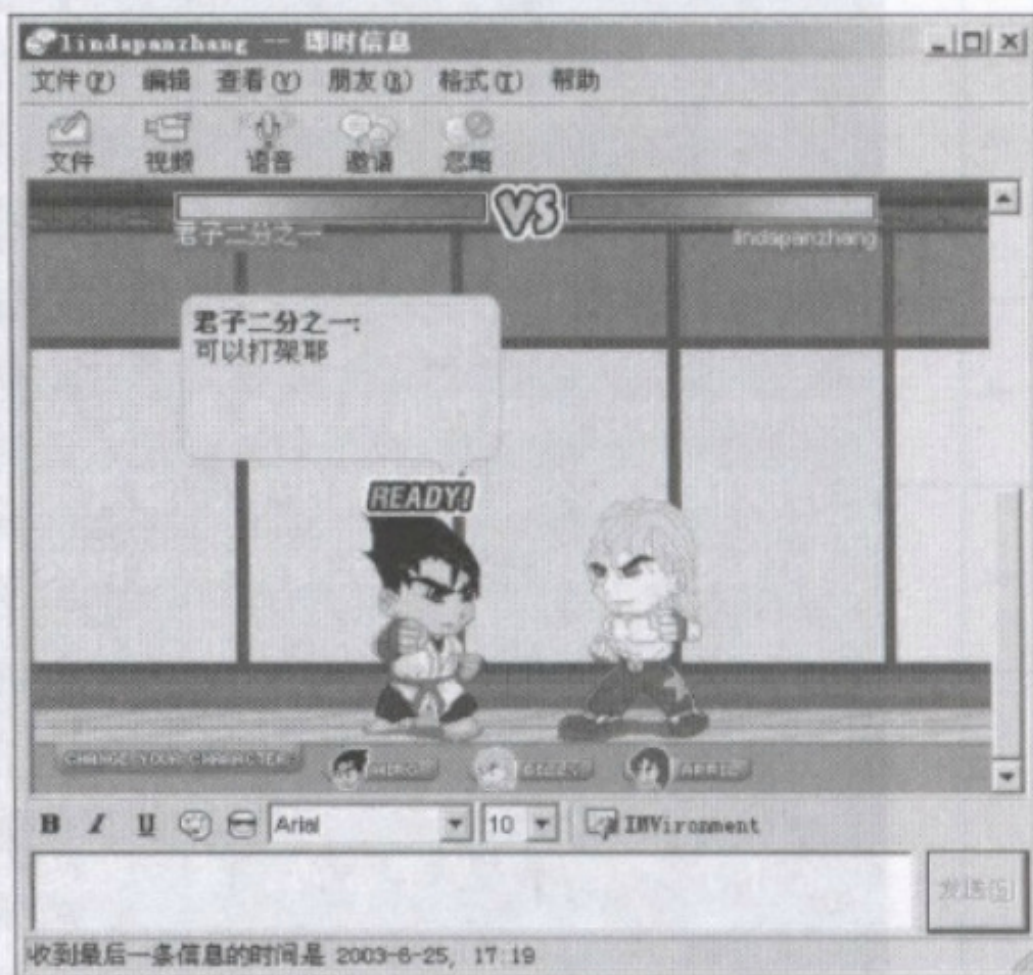 lindapanzhang -- 即时信息
文件(F) 编辑 查看(V) 朋友(R) 格式(T) 帮助
文件 视频 语音 邀请 忽略
VS
君子二分之一 lindapanzhang
君子二分之一:
可以打架耶
READY!
CHANGE YOUR CHARACTER
B I U Arial 10 IMVironment
发送(S)
收到最后一条信息的时间是 2003-6-25, 17:19